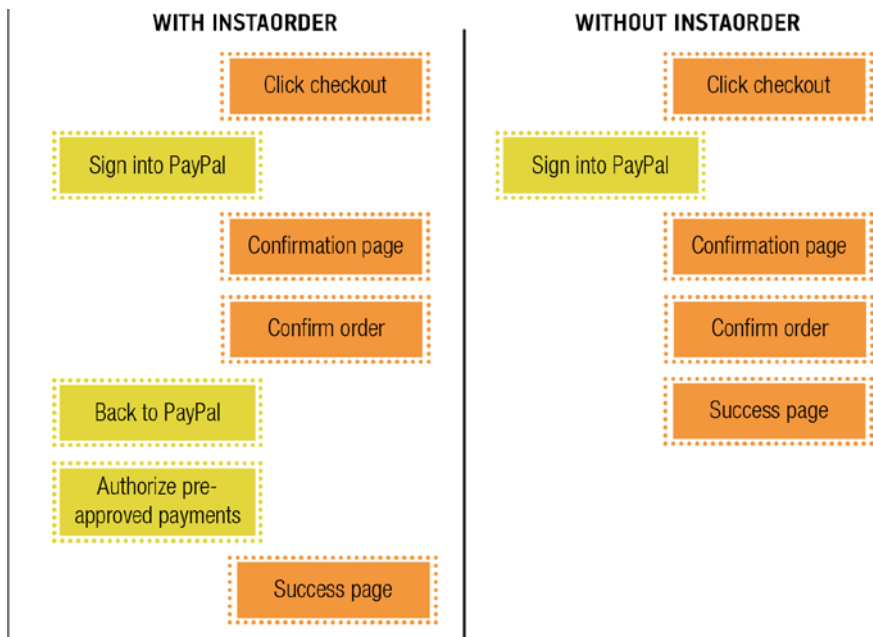 WITH INSTAORDER
Click checkout
Sign into PayPal
Confirmation page
Confirm order
Back to PayPal
Authorize pre-
approved payments
Success page
WITHOUT INSTAORDER
Click checkout
Sign into PayPal
Confirmation page
Confirm order
Success page